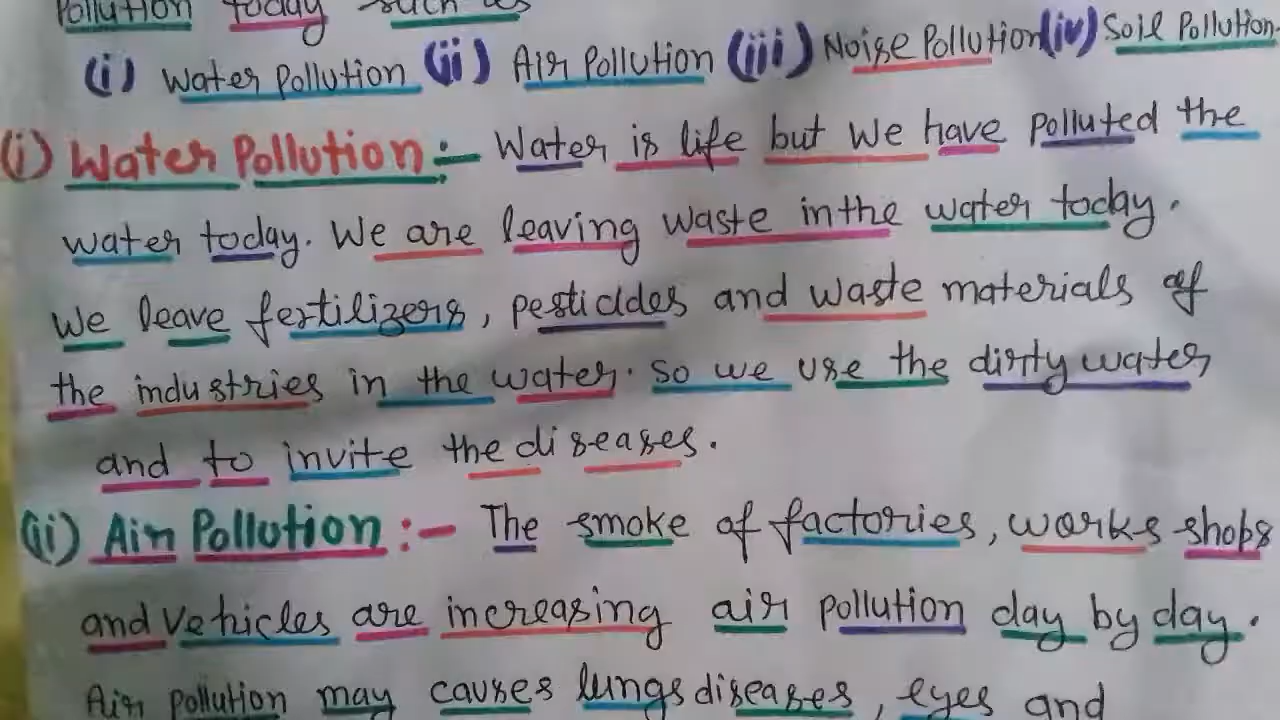 Pollution today such as
(i) Water Pollution (ii) Air Pollution (iii) Noise Pollution (iv) Soil Pollution.
(i) Water Pollution :- Water is life but we have polluted the
water today. We are leaving waste in the water today.
We leave fertilizers, pesticides and waste materials of
the industries in the water. So we use the dirty water
and to invite the diseases.
(ii) Air Pollution :- The smoke of factories, works shops
and vehicles are increasing air pollution day by day.
Air pollution may causes lungs diseases, eyes and